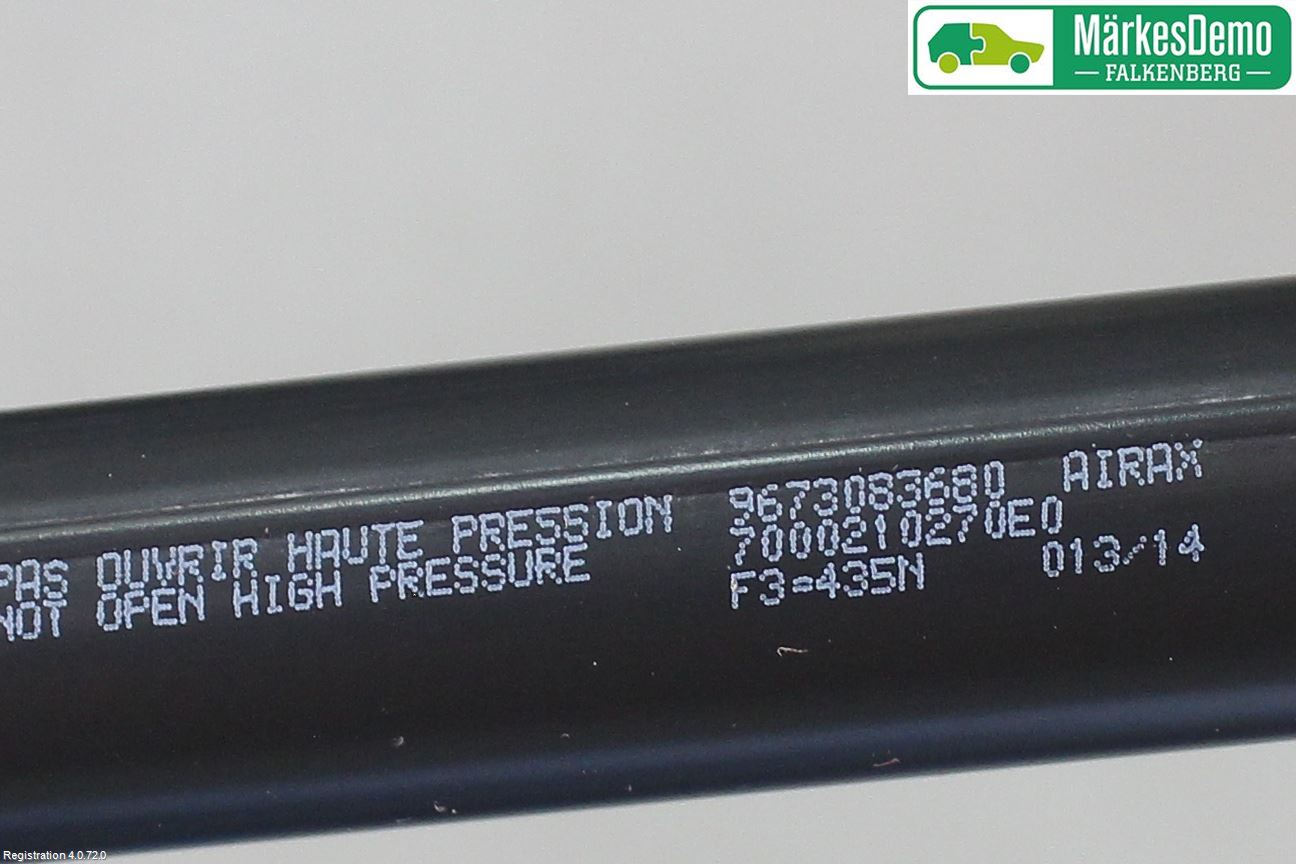 MärkesDemo
FALKENBERG
PAS OUVRIR HAUTE PRESSION 9673083680 AIRAX
NOT OPEN HIGH PRESSURE 7000210270E0
F3=435N 013/14
Registration 4.0.72.0